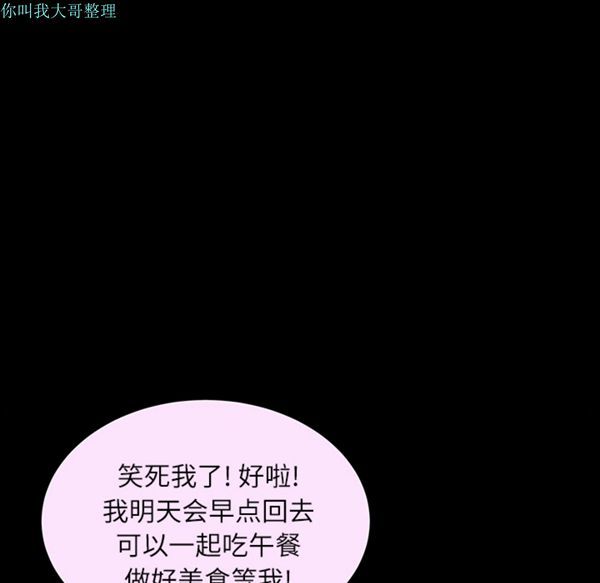 你叫我大哥整理
笑死我了! 好啦!
我明天会早点回去
可以一起吃午餐
做好美食等我!